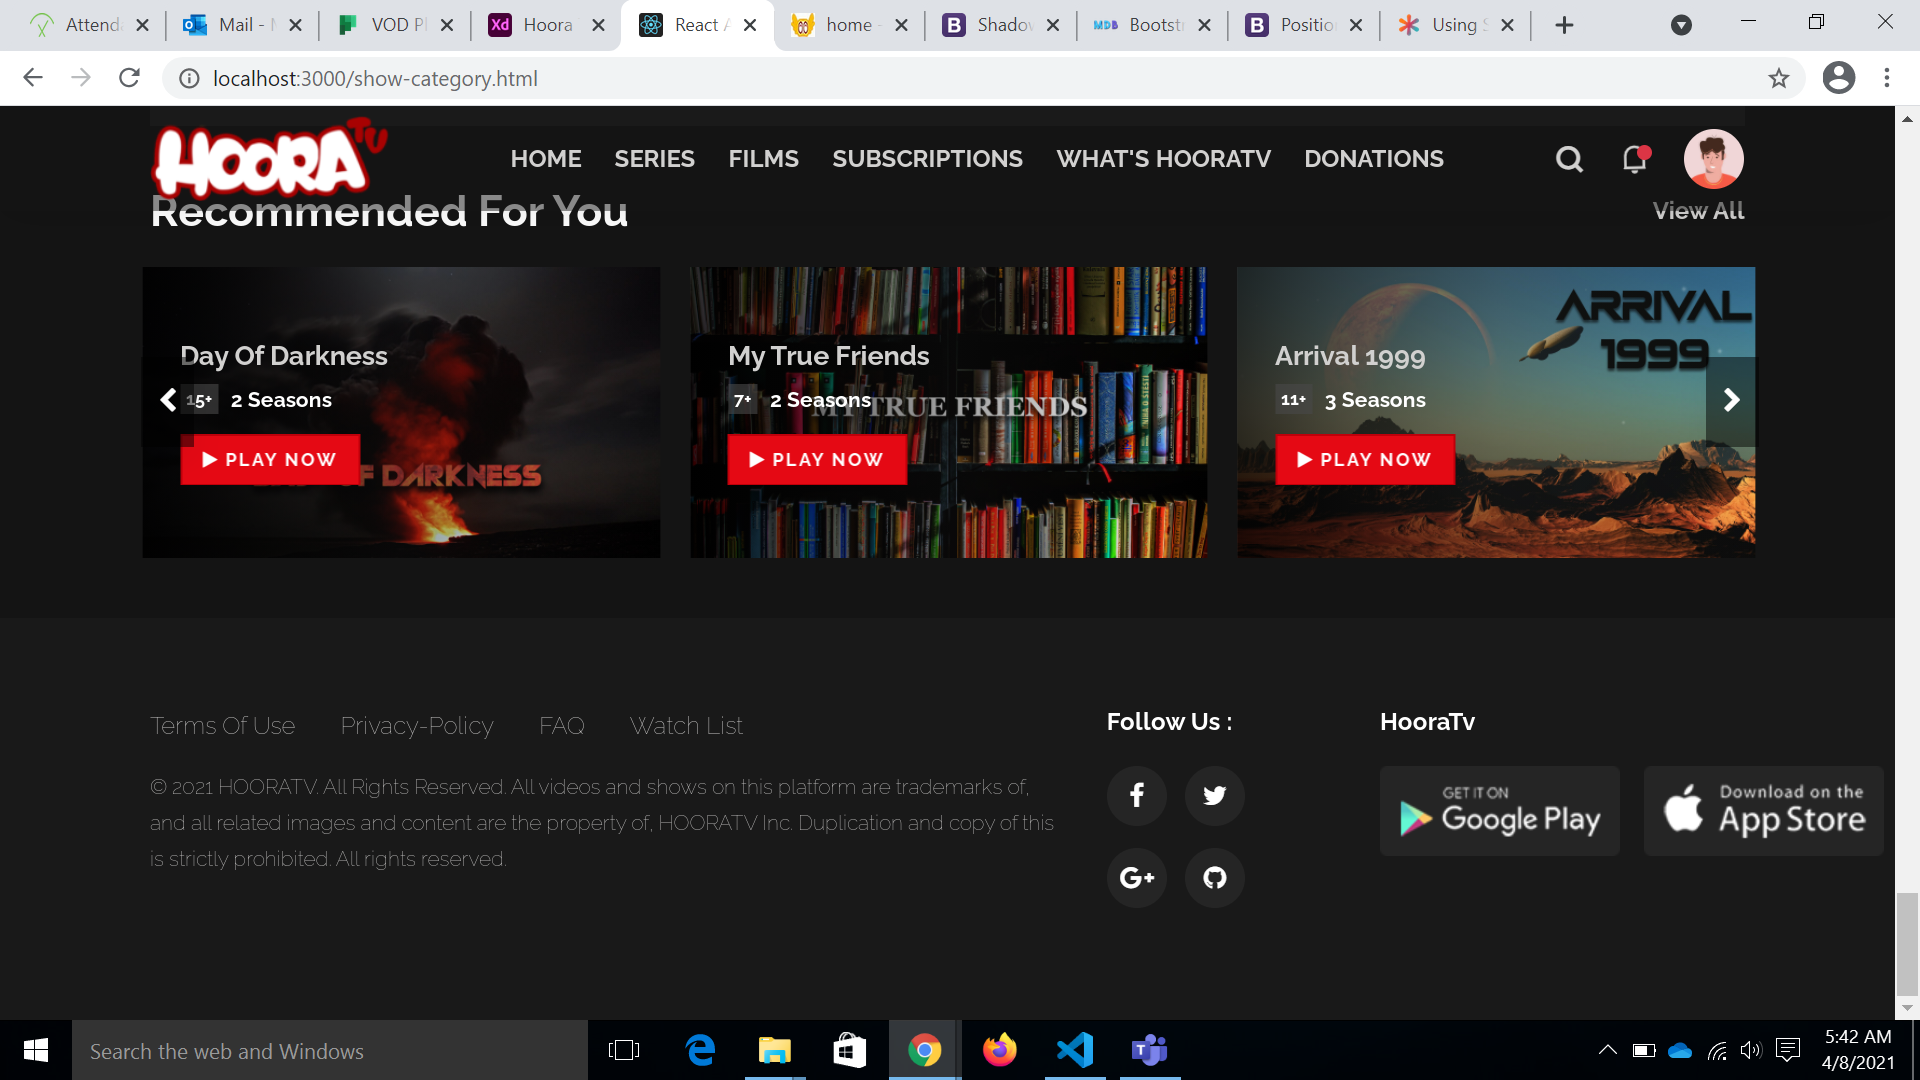 Attend
Mail -
VOD Pl
Xd Hoora
React A
home -
B Shadow
MDB Bootst
B Positio
Using S
localhost:3000/show-category.html
HOORA TV
HOME SERIES FILMS SUBSCRIPTIONS WHAT'S HOORATV DONATIONS
Recommended For You
View All
Day Of Darkness
15+ 2 Seasons
PLAY NOW
OF DARKNESS
My True Friends
7+ 2 Seasons
MY TRUE FRIENDS
PLAY NOW
ARRIVAL
1999
Arrival 1999
11+ 3 Seasons
PLAY NOW
Terms Of Use Privacy-Policy FAQ Watch List
© 2021 HOORATV. All Rights Reserved. All videos and shows on this platform are trademarks of,
and all related images and content are the property of, HOORATV Inc. Duplication and copy of this
is strictly prohibited. All rights reserved.
Follow Us :
G+
HooraTv
GET IT ON
Google Play
Download on the
App Store
Search the web and Windows
5:42 AM
4/8/2021